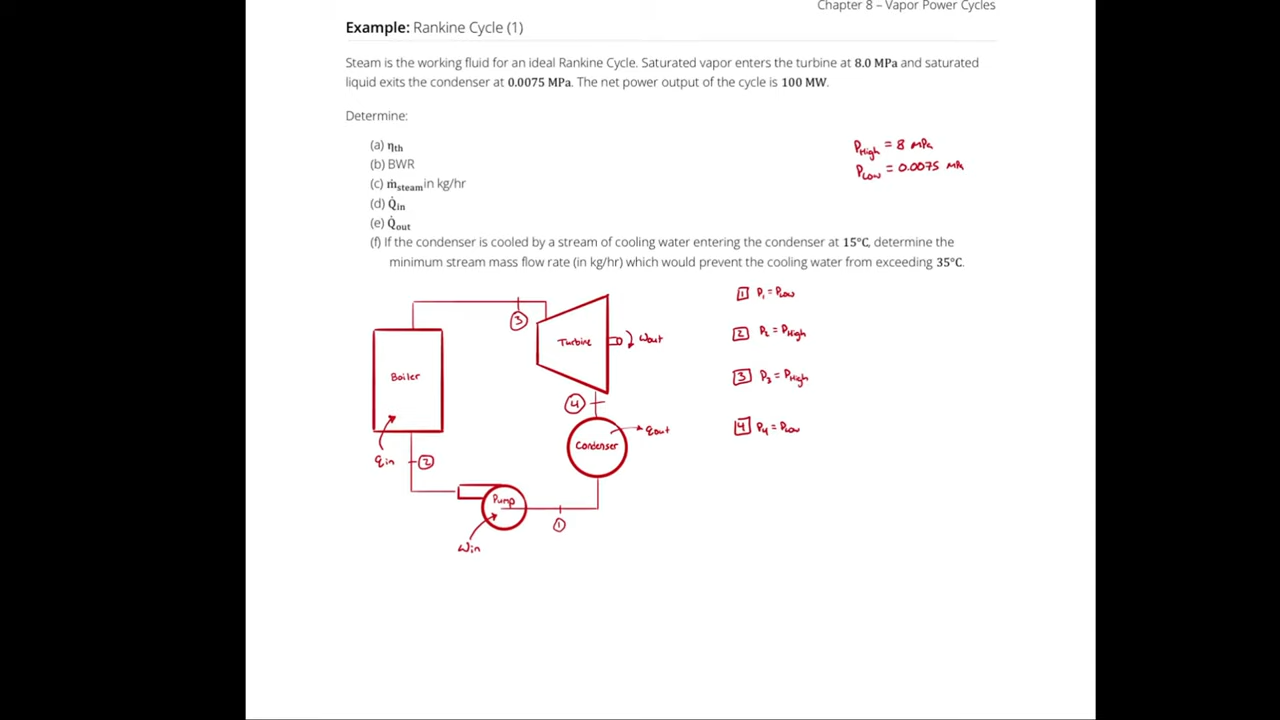 Chapter 8 – Vapor Power Cycles
Example: Rankine Cycle (1)
Steam is the working fluid for an ideal Rankine Cycle. Saturated vapor enters the turbine at 8.0 MPa and saturated
liquid exits the condenser at 0.0075 MPa. The net power output of the cycle is 100 MW.
Determine:
(a) ηth
(b) BWR
(c) ṁsteam in kg/hr
(d) Q̇in
(e) Q̇out
(f) If the condenser is cooled by a stream of cooling water entering the condenser at 15°C, determine the
minimum stream mass flow rate (in kg/hr) which would prevent the cooling water from exceeding 35°C.
PHigh = 8 MPa
PLow = 0.0075 MPa
3
Turbine
Wout
Boiler
4
Condenser
qout
qin
2
Pump
1
Win
1 P1 = PLow
2 P2 = PHigh
3 P3 = PHigh
4 P4 = PLow